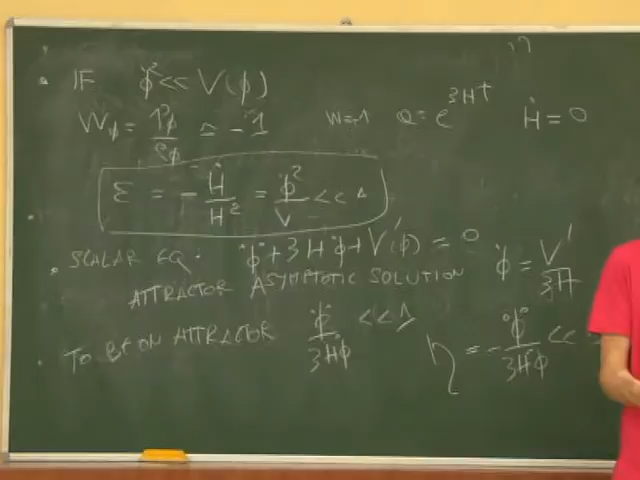 IF φ̇² << V(φ)
W_φ = P_φ/ρ_φ ≃ -1    W=-1    a = e^{3Ht}    Ḣ = 0
ε = - Ḣ/H² = φ̇²/V << 1
SCALAR EQ: φ̈ + 3Hφ̇ + V'(φ) = 0    φ̇ = V'/3H
ATTRACTOR ASYMPTOTIC SOLUTION
TO BE ON ATTRACTOR    φ̈/3Hφ̇ << 1    η = - φ̈/3Hφ̇ <<